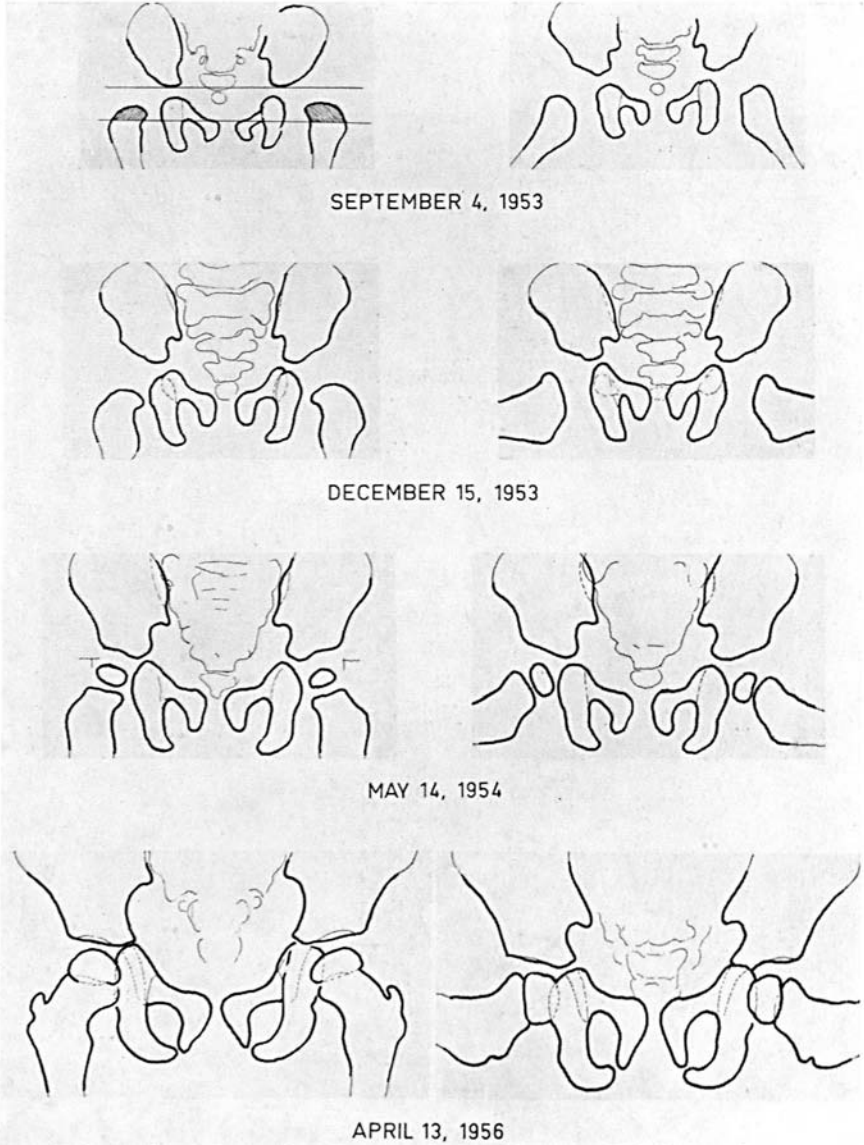 SEPTEMBER 4, 1953
DECEMBER 15, 1953
MAY 14, 1954
APRIL 13, 1956